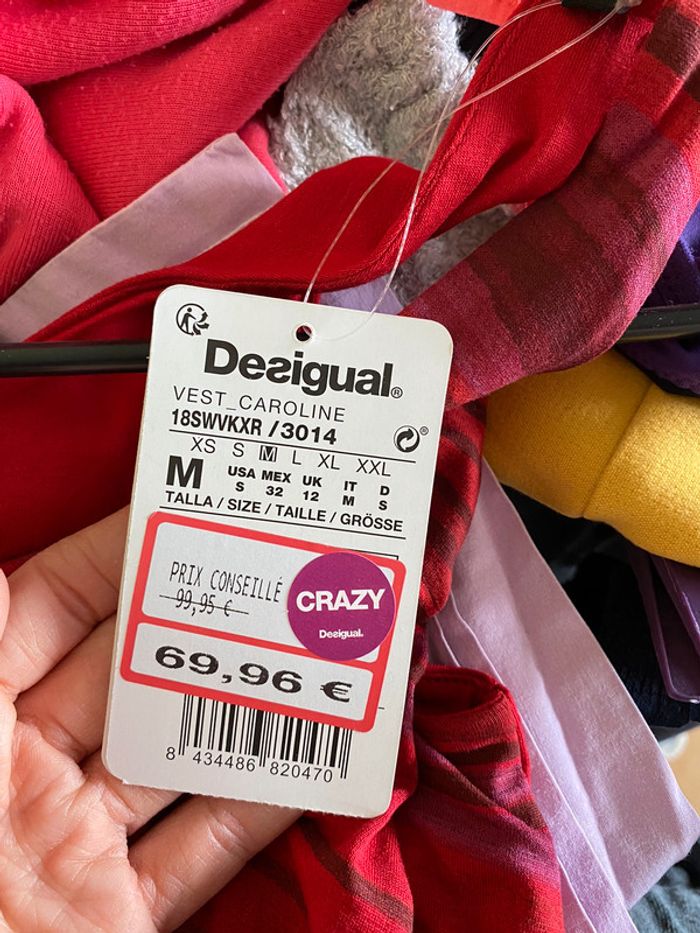 Desigual®
VEST_CAROLINE
18SWVKXR /3014
XS S M L XL XXL
M
USA MEX UK IT D
S 32 12 M S
TALLA / SIZE / TAILLE / GRÖSSE
PRIX CONSEILLÉ
99,95 €
CRAZY
Desigual.
69,96 €
8 434486 820470